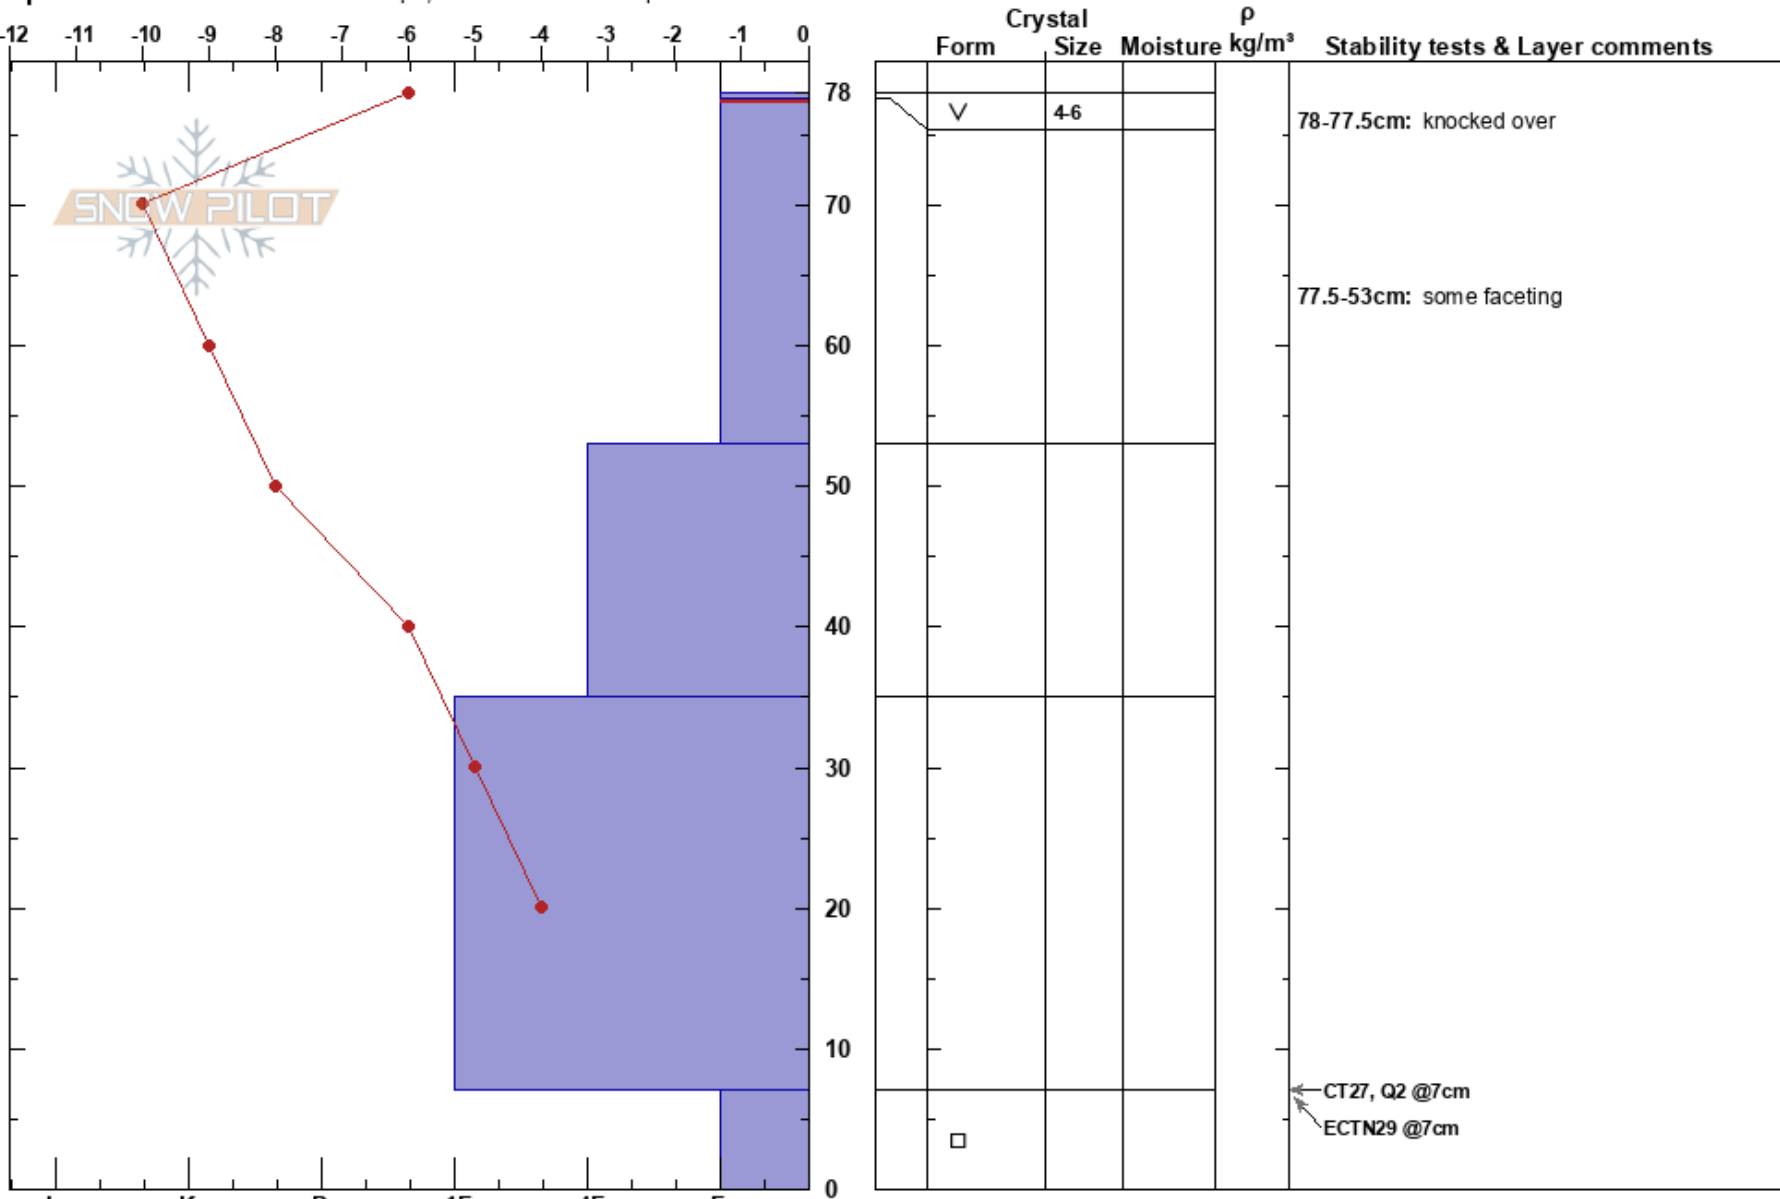 Crystal ρ
-12 -11 -10 -9 -8 -7 -6 -5 -4 -3 -2 -1 0 Form Size Moisture kg/m³ Stability tests & Layer comments
78
4-6
78-77.5cm: knocked over
SNOW PILOT
70
77.5-53cm: some faceting
60
50
40
30
20
10
CT27, Q2 @7cm
ECTN29 @7cm
0